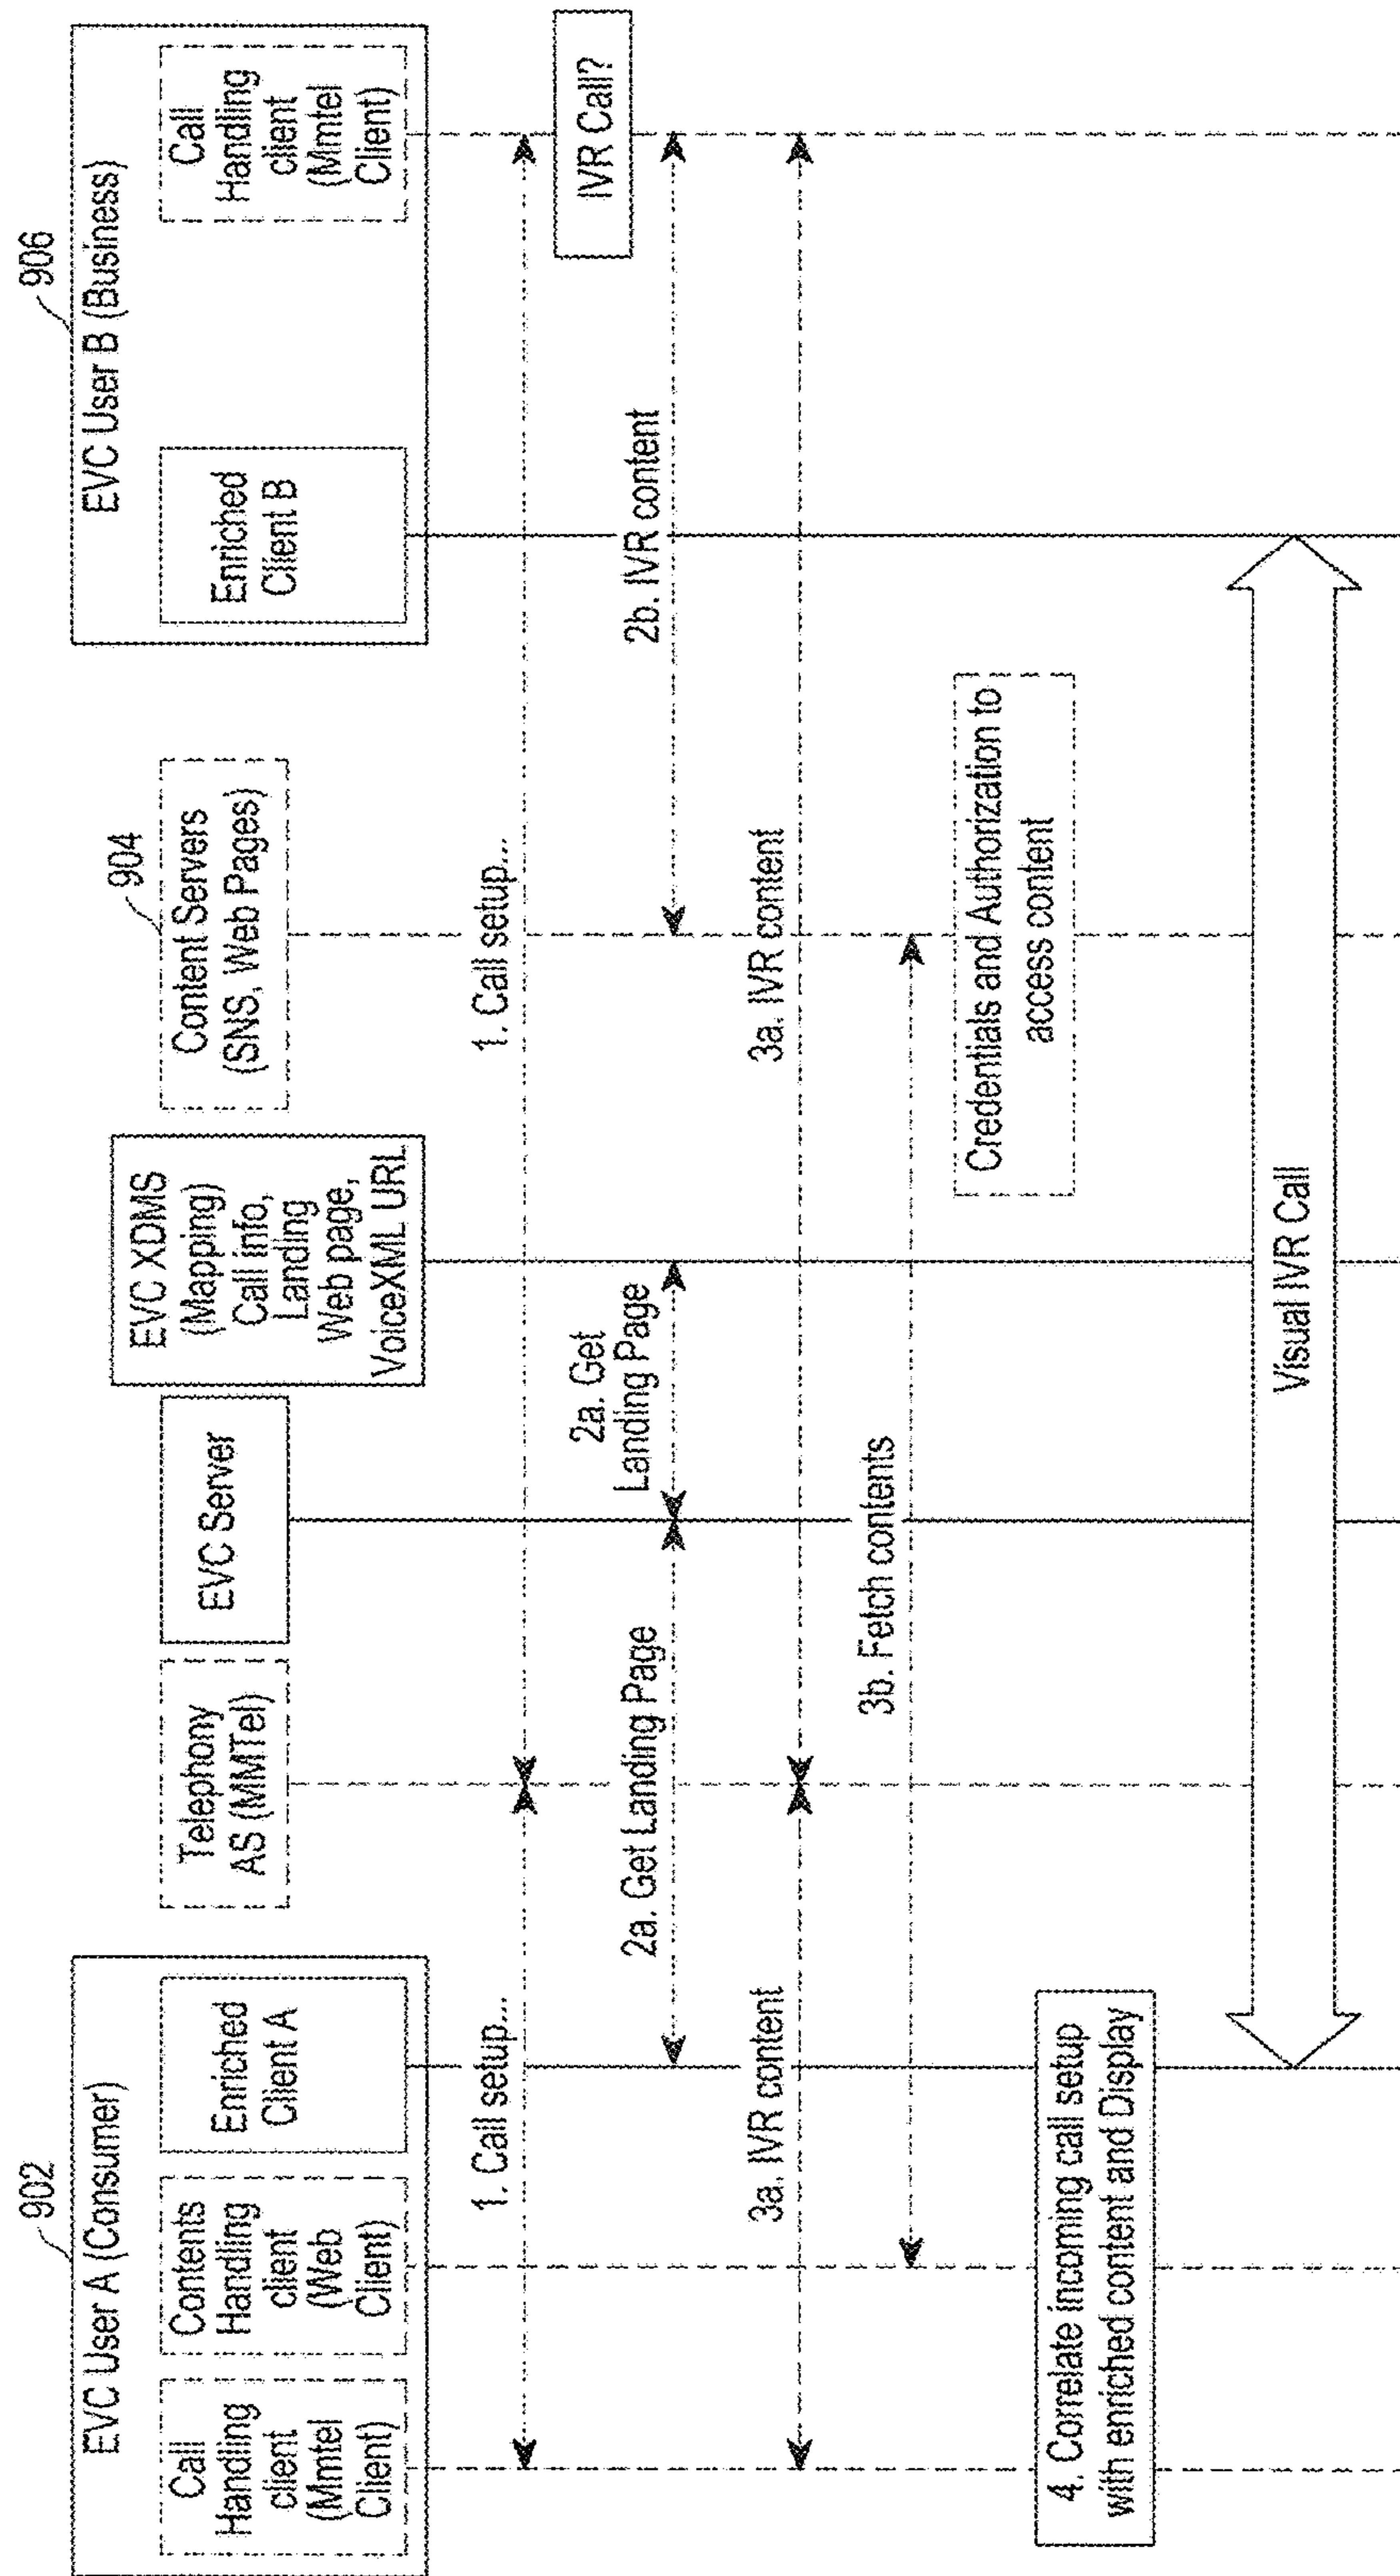 902
EVC User A (Consumer)
Call
Handling
client
(Mmtel
Client)
Contents
Handling
client
(Web
Client)
Enriched
Client A
Telephony
AS (MMTel)
EVC Server
EVC XDMS
(Mapping)
Call info,
Landing
Web page,
VoiceXML URL
904
Content Servers
(SNS, Web Pages)
906
EVC User B (Business)
Enriched
Client B
Call
Handling
client
(Mmtel
Client)
1. Call setup...
1. Call setup...
IVR Call?
2a. Get Landing Page
2a. Get
Landing Page
2b. IVR content
3a. IVR content
3a. IVR content
3b. Fetch contents
Credentials and Authorization to
access content
4. Correlate incoming call setup
with enriched content and Display
Visual IVR Call